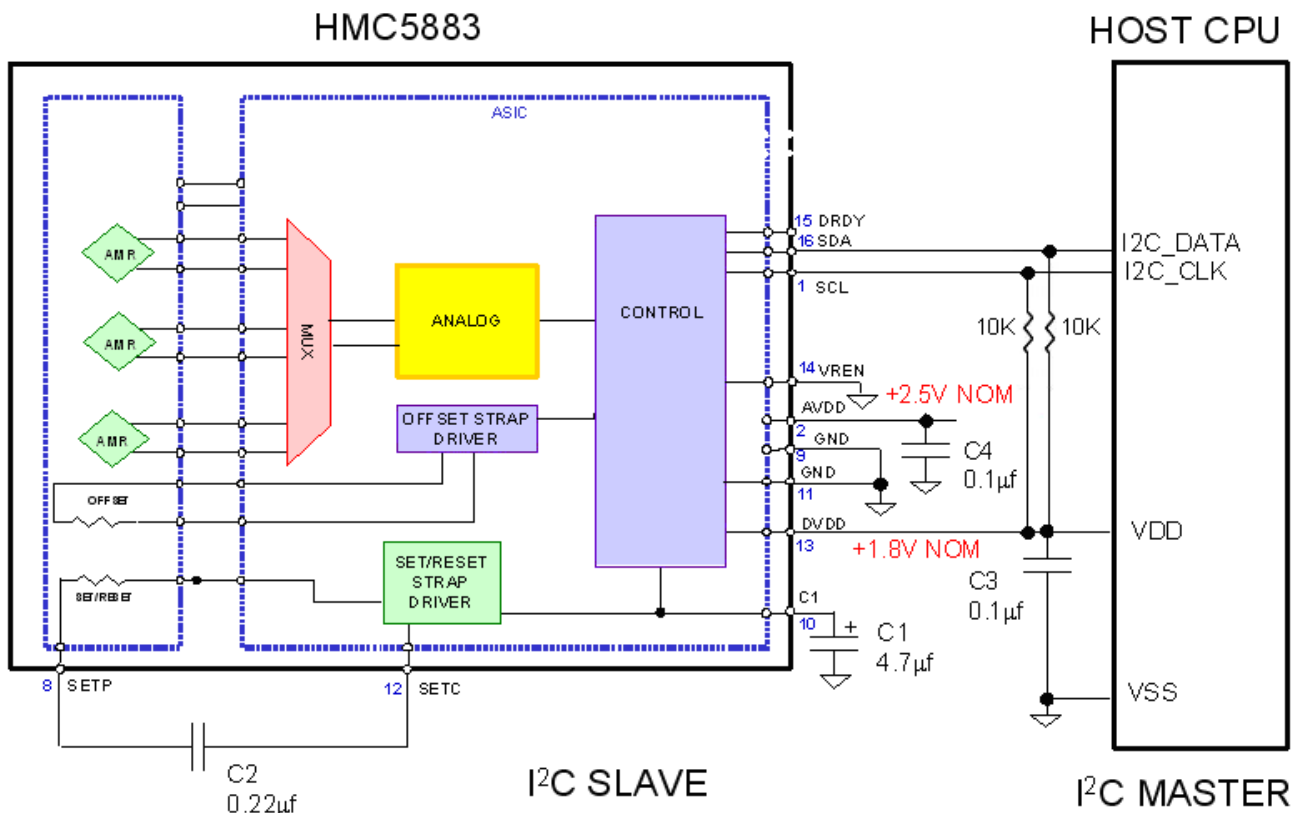 HMC5883
HOST CPU
ASIC
15 DRDY
16 SDA
I2C_DATA
1 SCL
I2C_CLK
AMR
AMR
AMR
MUX
ANALOG
CONTROL
10K
10K
14 VREN
+2.5V NOM
AVDD
2
OFFSET STRAP
DRIVER
GND
9
C4
0.1µf
GND
11
OFFSET
DVDD
13
+1.8V NOM
VDD
SET/RESET
STRAP
DRIVER
SET/RESET
C3
0.1µf
C1
10
+
C1
4.7µf
8 SETP
12 SETC
VSS
C2
0.22uf
I²C SLAVE
I²C MASTER